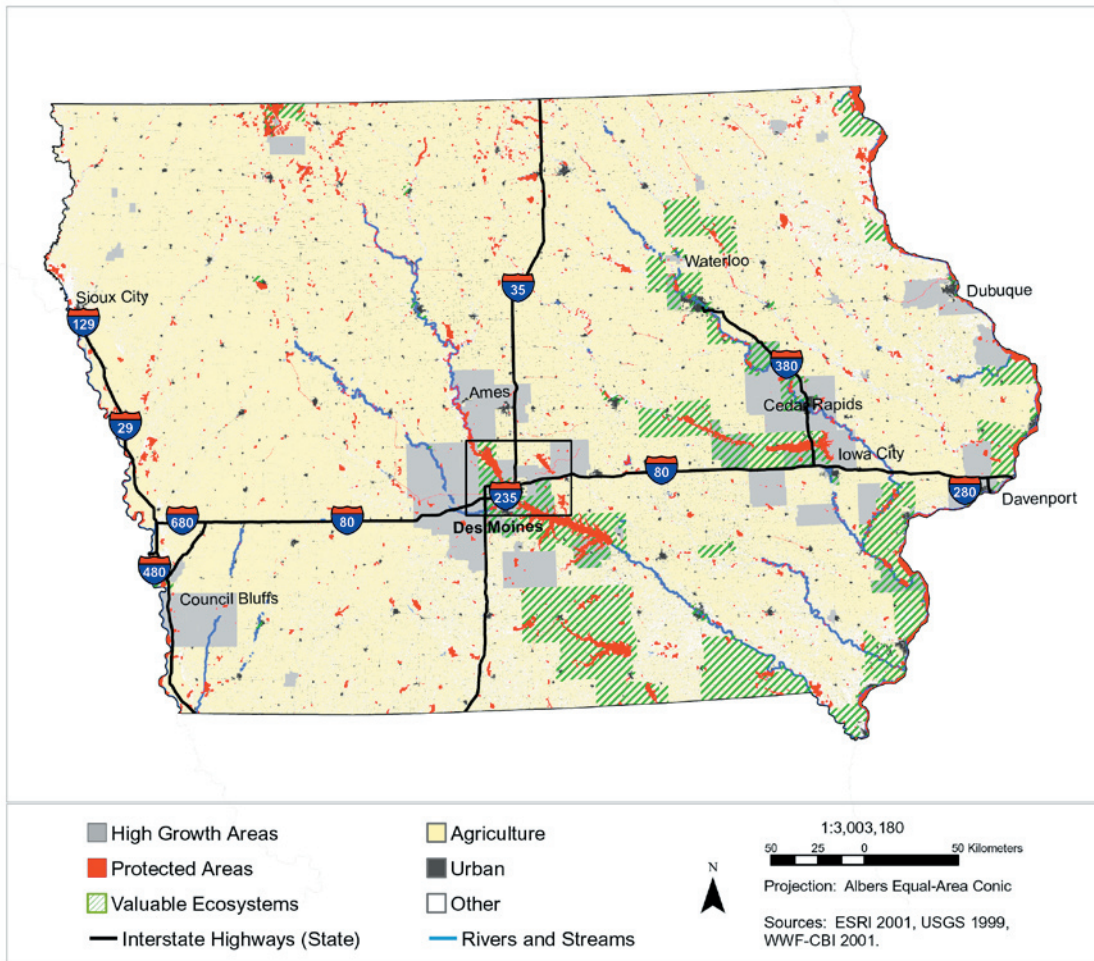 Waterloo
Dubuque
35
Sioux City
129
380
Ames
Cedar Rapids
29
Iowa City
80
235
280
Davenport
680
80
Des Moines
480
Council Bluffs
High Growth Areas
Protected Areas
Valuable Ecosystems
Interstate Highways (State)
Agriculture
Urban
Other
Rivers and Streams
N
1:3,003,180
50 25 0 50 Kilometers
Projection: Albers Equal-Area Conic
Sources: ESRI 2001, USGS 1999,
WWF-CBI 2001.